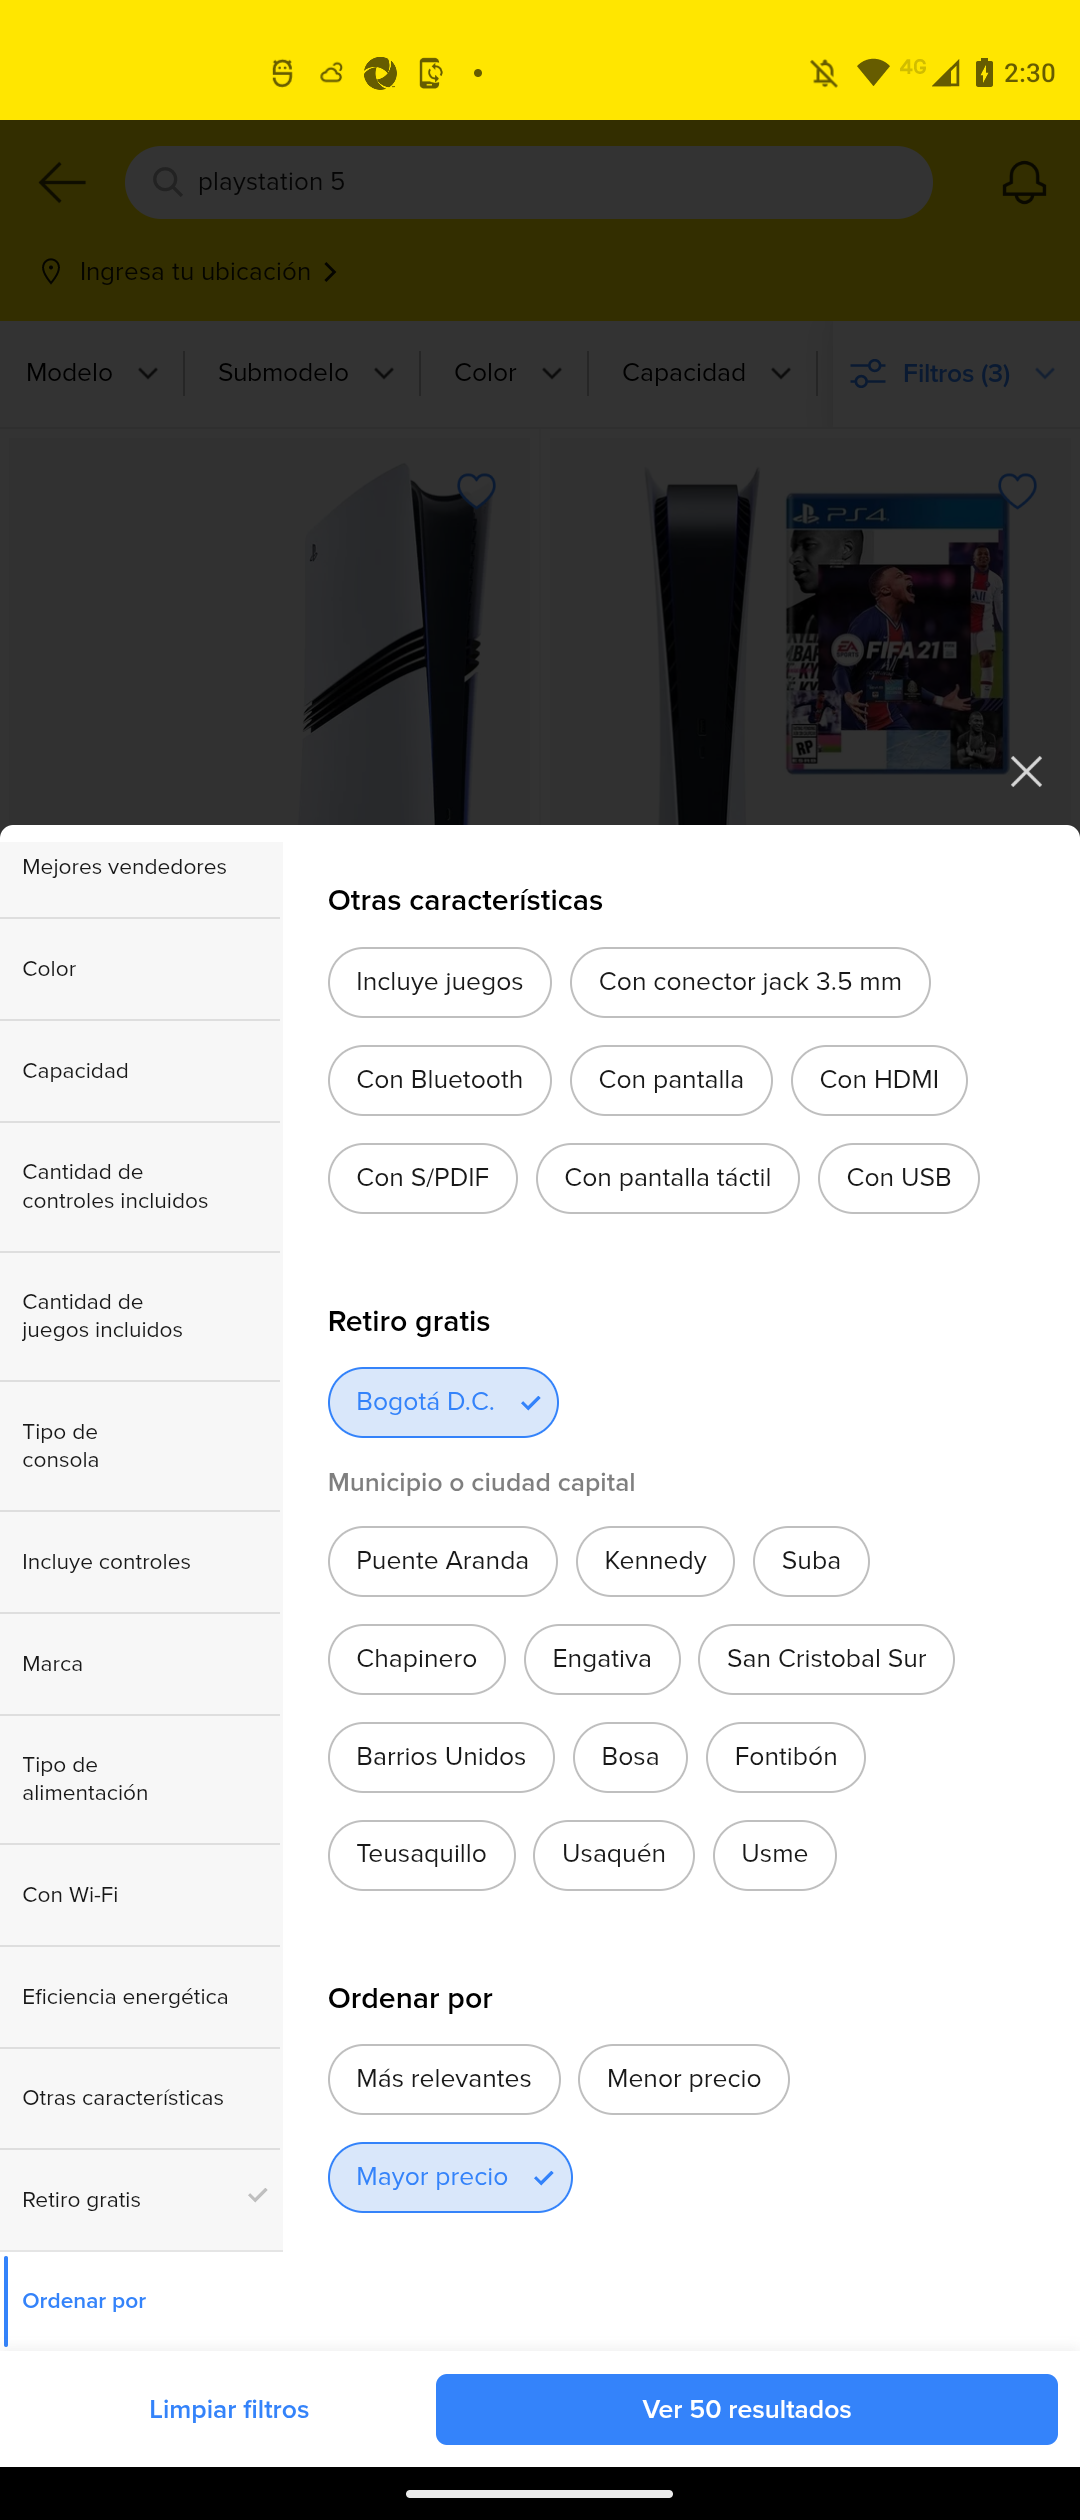 4G 2:30
playstation 5
Ingresa tu ubicación
Modelo Submodelo Color Capacidad Filtros (3)
PS4
EA SPORTS FIFA 21
RP
Mejores vendedores
Color
Capacidad
Cantidad de
controles incluidos
Cantidad de
juegos incluidos
Tipo de
consola
Incluye controles
Marca
Tipo de
alimentación
Con Wi-Fi
Eficiencia energética
Otras características
Retiro gratis
Ordenar por
Otras características
Incluye juegos Con conector jack 3.5 mm
Con Bluetooth Con pantalla Con HDMI
Con S/PDIF Con pantalla táctil Con USB
Retiro gratis
Bogotá D.C.
Municipio o ciudad capital
Puente Aranda Kennedy Suba
Chapinero Engativa San Cristobal Sur
Barrios Unidos Bosa Fontibón
Teusaquillo Usaquén Usme
Ordenar por
Más relevantes Menor precio
Mayor precio
Limpiar filtros Ver 50 resultados